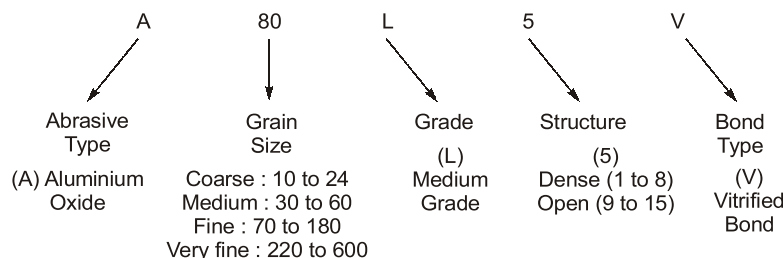 A 80 L 5 V
Abrasive Type
(A) Aluminium Oxide
Grain Size
Coarse : 10 to 24
Medium : 30 to 60
Fine : 70 to 180
Very fine : 220 to 600
Grade
(L)
Medium
Grade
Structure
(5)
Dense (1 to 8)
Open (9 to 15)
Bond
Type
(V)
Vitrified
Bond